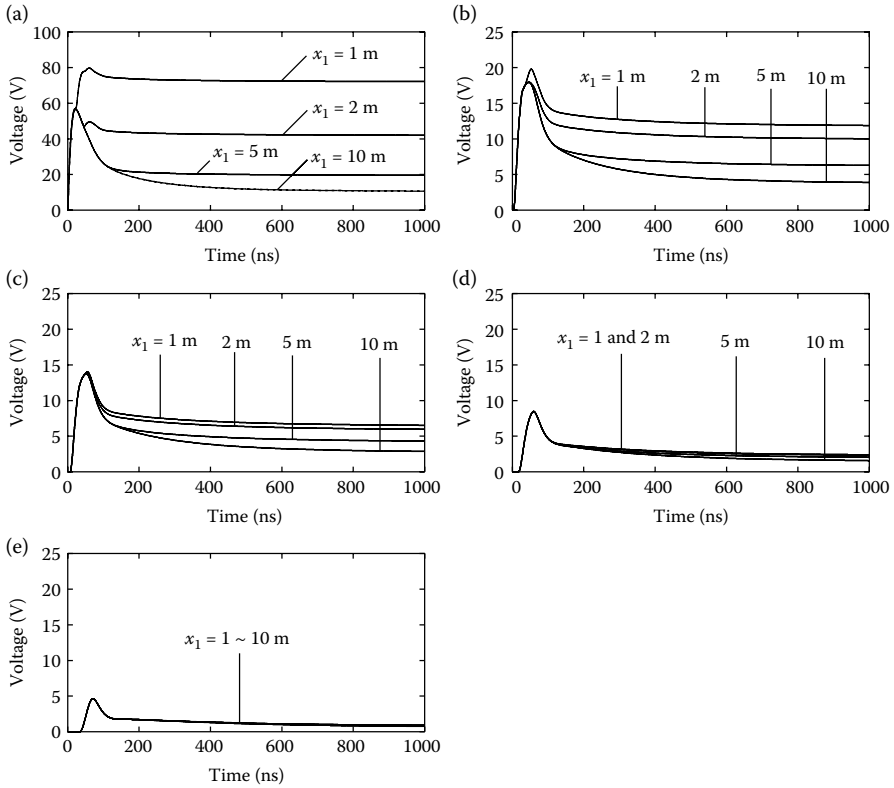 (a)
100
80
60
40
20
0
Voltage (V)
x₁ = 1 m
x₁ = 2 m
x₁ = 5 m
x₁ = 10 m
0 200 400 600 800 1000
Time (ns)
(b)
25
20
15
10
5
0
Voltage (V)
x₁ = 1 m 2 m 5 m 10 m
0 200 400 600 800 1000
Time (ns)
(c)
25
20
15
10
5
0
Voltage (V)
x₁ = 1 m 2 m 5 m 10 m
0 200 400 600 800 1000
Time (ns)
(d)
25
20
15
10
5
0
Voltage (V)
x₁ = 1 and 2 m 5 m 10 m
0 200 400 600 800 1000
Time (ns)
(e)
25
20
15
10
5
0
Voltage (V)
x₁ = 1 ~ 10 m
0 200 400 600 800 1000
Time (ns)